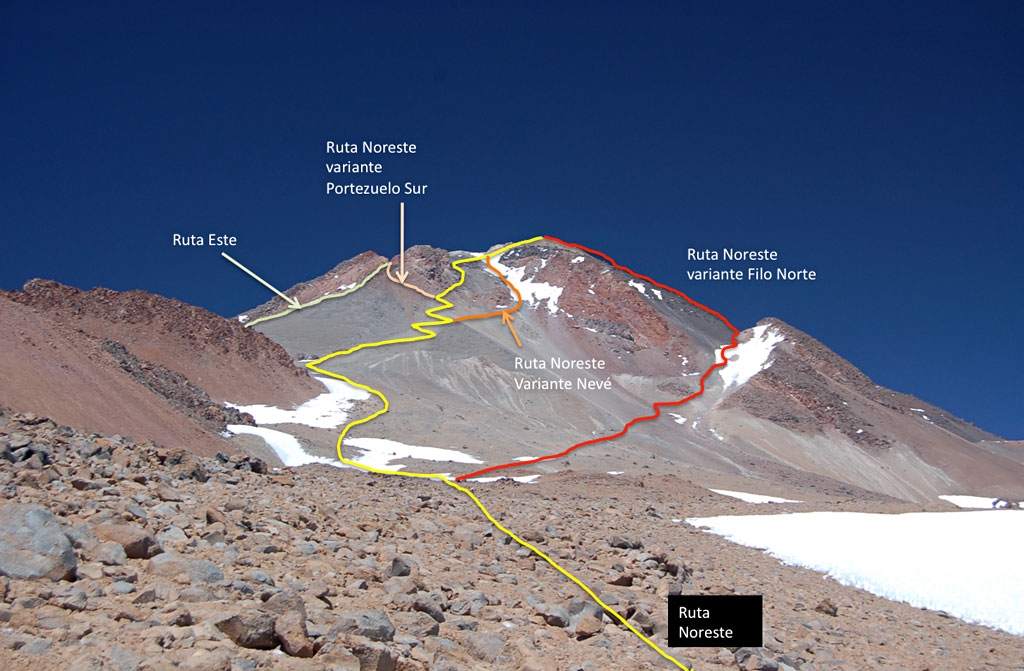 Ruta Noreste
variante
Portezuelo Sur
Ruta Este
Ruta Noreste
variante Filo Norte
Ruta Noreste
Variante Nevé
Ruta
Noreste